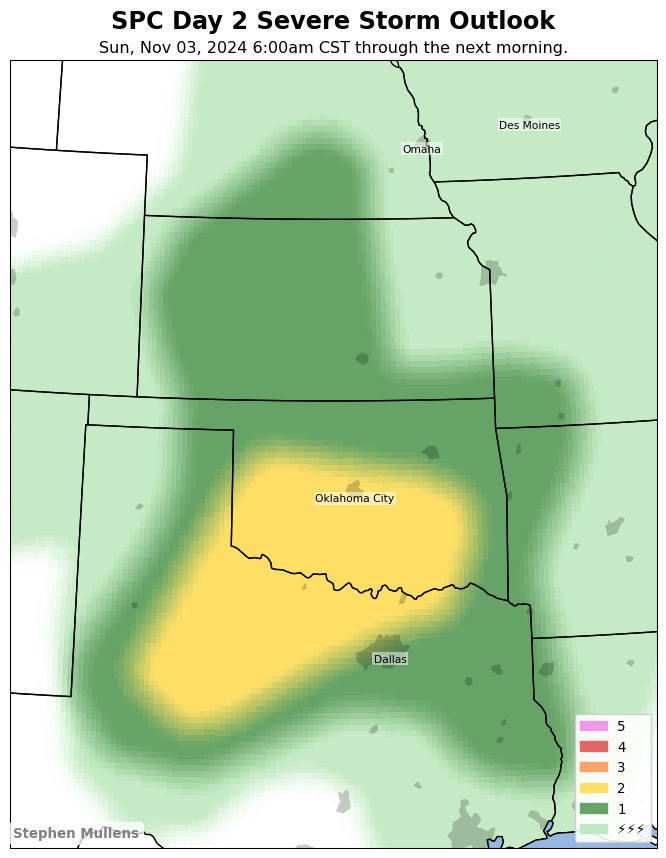 SPC Day 2 Severe Storm Outlook
Sun, Nov 03, 2024 6:00am CST through the next morning.
Des Moines
Omaha
Oklahoma City
Dallas
5
4
3
2
1
⚡⚡⚡
Stephen Mullens